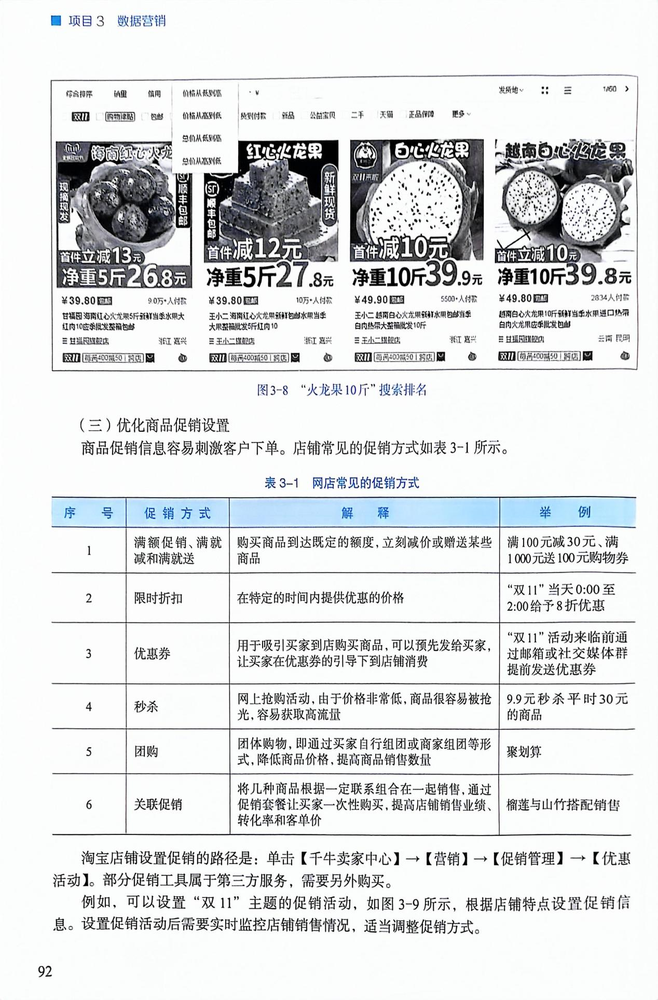 项目3 数据营销
综合排序 销量 信用 价格从低到高 ¥ 发货地 1/60
双11 购物津贴 包邮 价格从高到低 货到付款 新品 公益宝贝 二手 天猫 正品保障 更多
总价从低到高
总价从高到低
海南红心火龙
现摘现发
顺丰包邮
首件立减13元
净重5斤26.8元
¥39.80 包邮 9.0万+人付款
甘福园 海南红心火龙果5斤新鲜当季水果大
红肉10应季批发整箱包邮
甘福园旗舰店 浙江 嘉兴
双11 每满400减50 | 跨店
红心火龙果
新鲜现货
SF 顺丰包邮
首件减12元
净重5斤27.8元
¥39.80 包邮 10万+人付款
王小二 海南红心火龙果新鲜包邮水果当季
大果整箱批发5斤红肉10
王小二旗舰店 浙江 嘉兴
双11 每满400减50 | 跨店
白心火龙果
双11来啦
首件减10元
净重10斤39.9元
¥49.90 包邮 5500+人付款
王小二 越南白心火龙果新鲜水果包邮当季
白肉热带大整箱批发10斤
王小二旗舰店 浙江 嘉兴
双11 每满400减50 | 跨店
越南白心火龙果
首件立减10元
净重10斤39.8元
¥49.80 包邮 2834人付款
越南白心火龙果10斤新鲜当季水果进口热带
白肉火龙果应季批发包邮
甘福园旗舰店 云南 昆明
双11 每满400减50 | 跨店
图3-8 “火龙果10斤”搜索排名
（三）优化商品促销设置
商品促销信息容易刺激客户下单。店铺常见的促销方式如表3-1所示。
表3-1 网店常见的促销方式
序号 促销方式 解释 举例
1
满额促销、满就
减和满就送
购买商品到达既定的额度，立刻减价或赠送某些
商品
满100元减30元、满
1000元送100元购物券
2
限时折扣
在特定的时间内提供优惠的价格
“双11”当天0:00至
2:00给予8折优惠
3
优惠券
用于吸引买家到店购买商品，可以预先发给买家，
让买家在优惠券的引导下到店铺消费
“双11”活动来临前通
过邮箱或社交媒体群
提前发送优惠券
4
秒杀
网上抢购活动，由于价格非常低，商品很容易被抢
光，容易获取高流量
9.9元秒杀平时30元
的商品
5
团购
团体购物，即通过买家自行组团或商家组团等形
式，降低商品价格，提高商品销售数量
聚划算
6
关联促销
将几种商品根据一定联系组合在一起销售，通过
促销套餐让买家一次性购买，提高店铺销售业绩、
转化率和客单价
榴莲与山竹搭配销售
淘宝店铺设置促销的路径是：单击【千牛卖家中心】→【营销】→【促销管理】→【优惠
活动】。部分促销工具属于第三方服务，需要另外购买。
例如，可以设置“双11”主题的促销活动，如图3-9所示，根据店铺特点设置促销信
息。设置促销活动后需要实时监控店铺销售情况，适当调整促销方式。
92